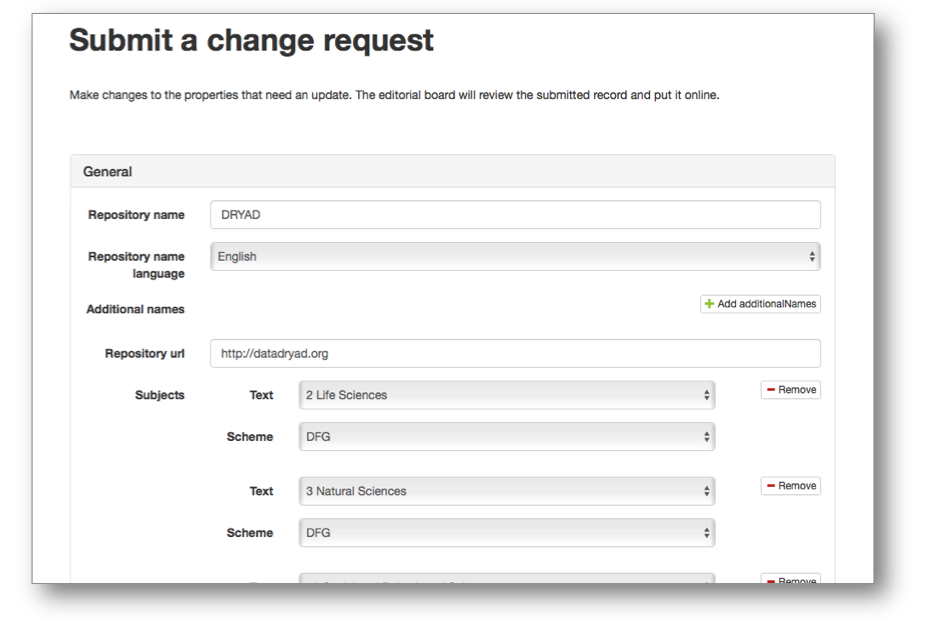 Submit a change request
Make changes to the properties that need an update. The editorial board will review the submitted record and put it online.
General
Repository name DRYAD
Repository name language English
Additional names Add additionalNames
Repository url http://datadryad.org
Subjects Text 2 Life Sciences Remove
Scheme DFG
Text 3 Natural Sciences Remove
Scheme DFG
Remove